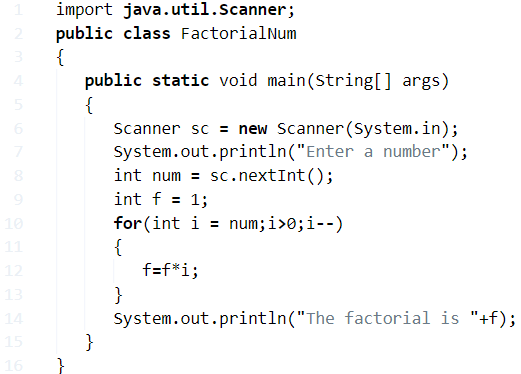 1 import java.util.Scanner;
2 public class FactorialNum
3 {
4 public static void main(String[] args)
5 {
6 Scanner sc = new Scanner(System.in);
7 System.out.println("Enter a number");
8 int num = sc.nextInt();
9 int f = 1;
10 for(int i = num;i>0;i--)
11 {
12 f=f*i;
13 }
14 System.out.println("The factorial is "+f);
15 }
16 }